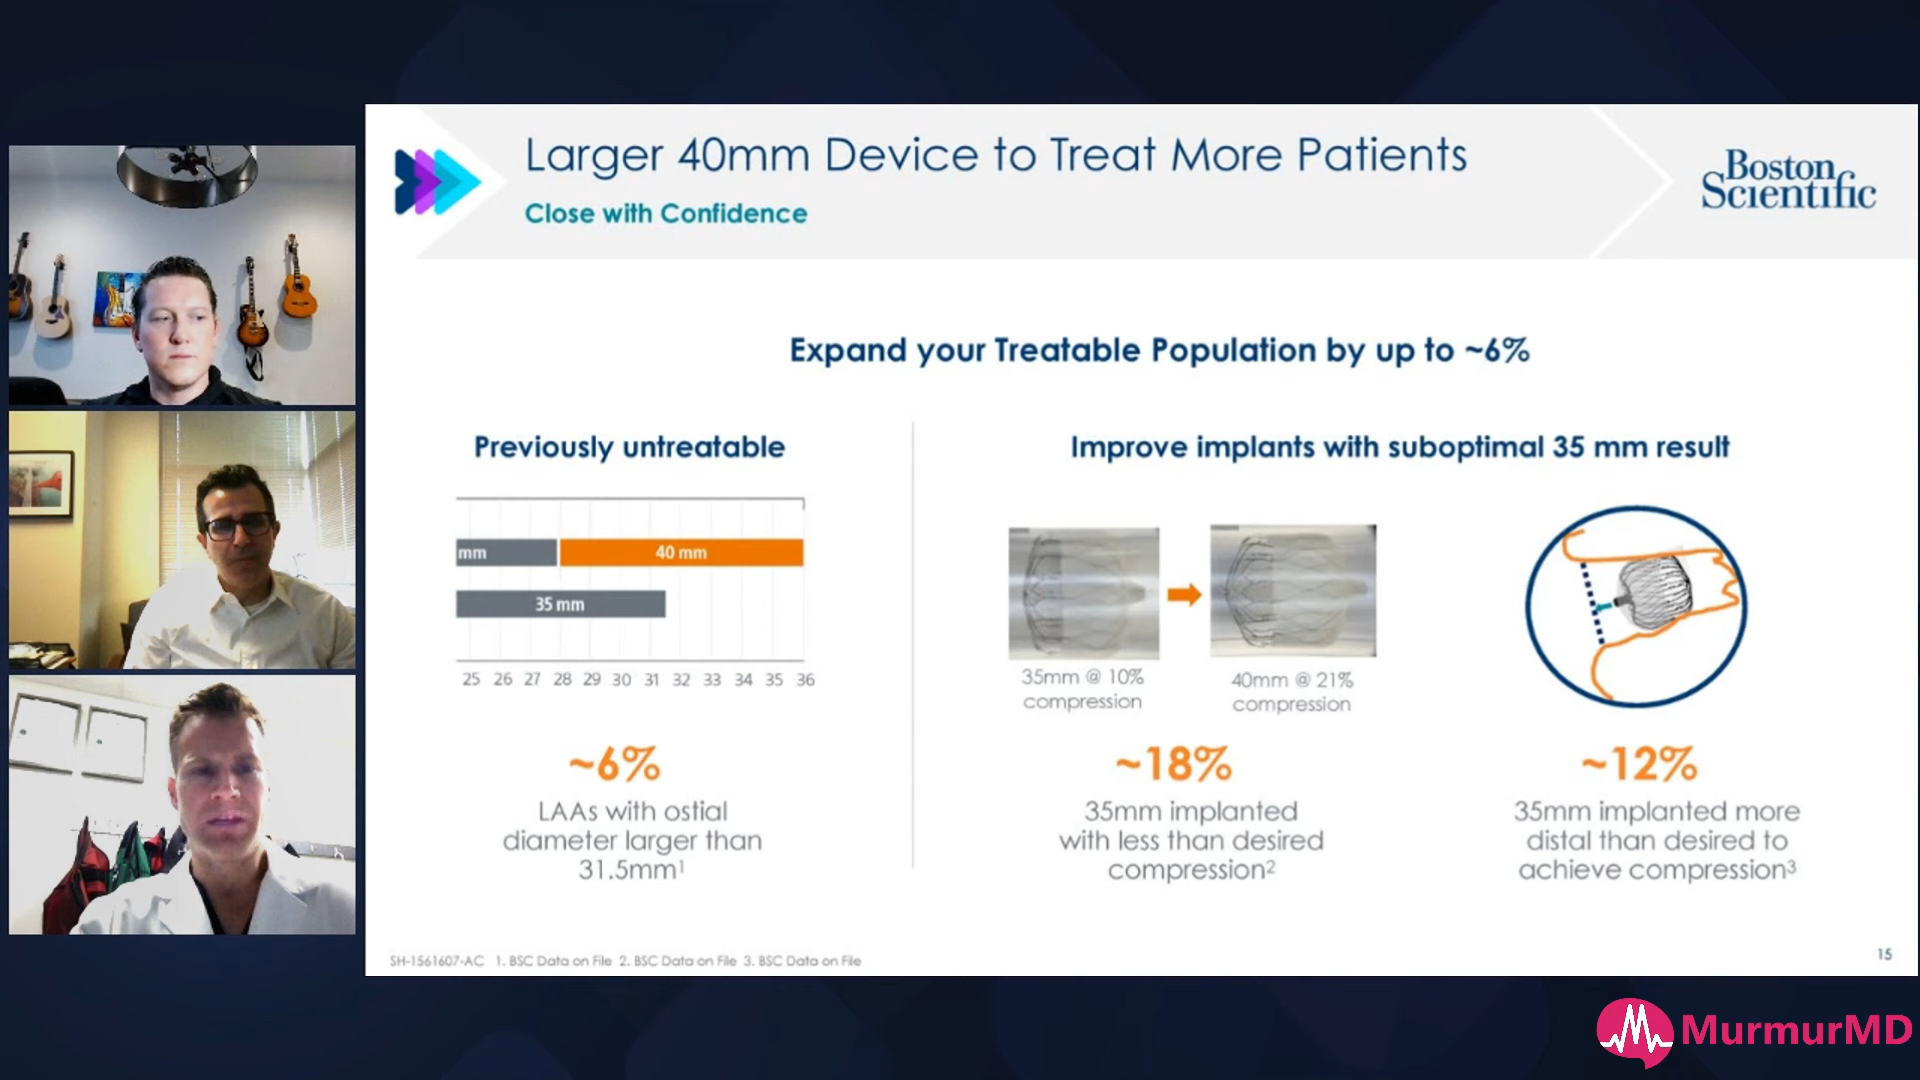 Larger 40mm Device to Treat More Patients
Close with Confidence
Boston
Scientific
Expand your Treatable Population by up to ~6%
Previously untreatable
mm
40 mm
35 mm
25 26 27 28 29 30 31 32 33 34 35 36
~6%
LAAs with ostial
diameter larger than
31.5mm¹
Improve implants with suboptimal 35 mm result
35mm @ 10%
compression
40mm @ 21%
compression
~18%
35mm implanted
with less than desired
compression²
~12%
35mm implanted more
distal than desired to
achieve compression³
SH-1561607-AC 1. BSC Data on File 2. BSC Data on File 3. BSC Data on File
15
MurmurMD